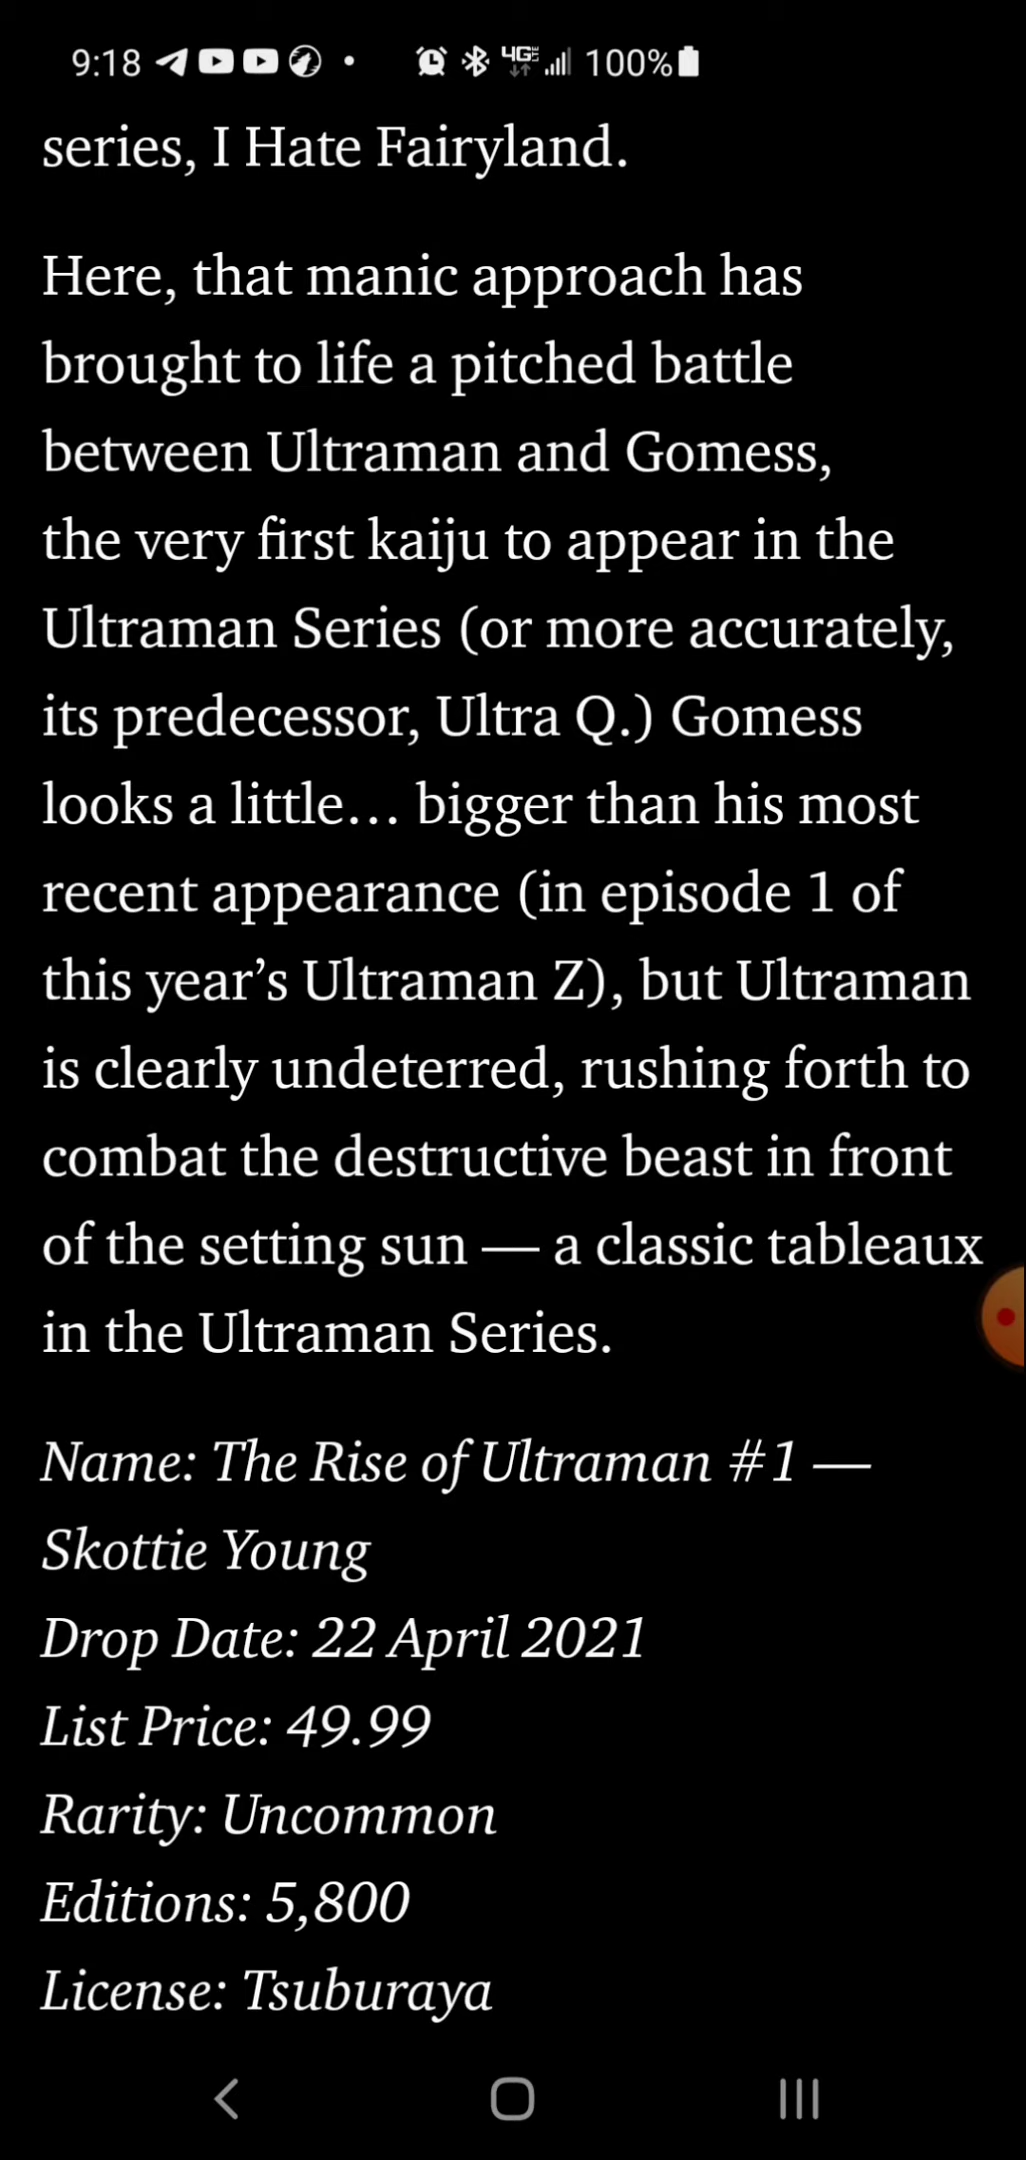 9:18 4G LTE 100%
series, I Hate Fairyland.
Here, that manic approach has
brought to life a pitched battle
between Ultraman and Gomess,
the very first kaiju to appear in the
Ultraman Series (or more accurately,
its predecessor, Ultra Q.) Gomess
looks a little… bigger than his most
recent appearance (in episode 1 of
this year’s Ultraman Z), but Ultraman
is clearly undeterred, rushing forth to
combat the destructive beast in front
of the setting sun — a classic tableaux
in the Ultraman Series.
Name: The Rise of Ultraman #1 —
Skottie Young
Drop Date: 22 April 2021
List Price: 49.99
Rarity: Uncommon
Editions: 5,800
License: Tsuburaya